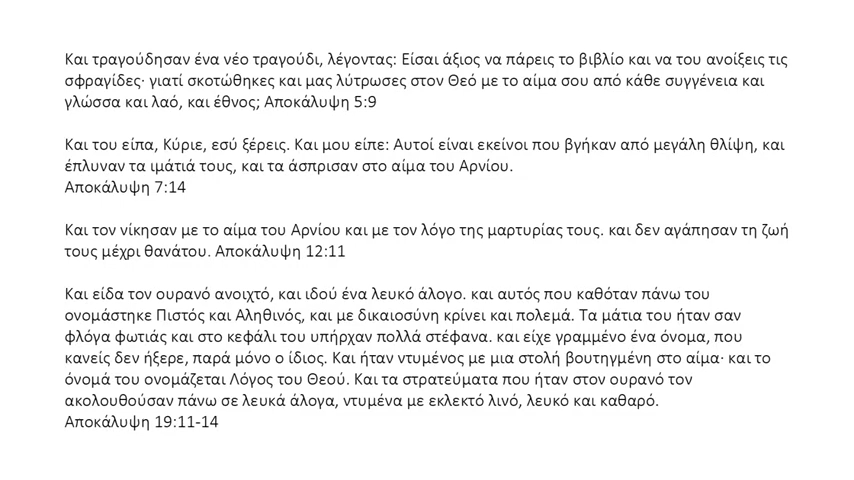 Και τραγούδησαν ένα νέο τραγούδι, λέγοντας: Είσαι άξιος να πάρεις το βιβλίο και να του ανοίξεις τις
σφραγίδες· γιατί σκοτώθηκες και μας λύτρωσες στον Θεό με το αίμα σου από κάθε συγγένεια και
γλώσσα και λαό, και έθνος; Αποκάλυψη 5:9
Και του είπα, Κύριε, εσύ ξέρεις. Και μου είπε: Αυτοί είναι εκείνοι που βγήκαν από μεγάλη θλίψη, και
έπλυναν τα ιμάτιά τους, και τα άσπρισαν στο αίμα του Αρνίου.
Αποκάλυψη 7:14
Και τον νίκησαν με το αίμα του Αρνίου και με τον λόγο της μαρτυρίας τους. και δεν αγάπησαν τη ζωή
τους μέχρι θανάτου. Αποκάλυψη 12:11
Και είδα τον ουρανό ανοιχτό, και ιδού ένα λευκό άλογο. και αυτός που καθόταν πάνω του
ονομάστηκε Πιστός και Αληθινός, και με δικαιοσύνη κρίνει και πολεμά. Τα μάτια του ήταν σαν
φλόγα φωτιάς και στο κεφάλι του υπήρχαν πολλά στέφανα. και είχε γραμμένο ένα όνομα, που
κανείς δεν ήξερε, παρά μόνο ο ίδιος. Και ήταν ντυμένος με μια στολή βουτηγμένη στο αίμα· και το
όνομά του ονομάζεται Λόγος του Θεού. Και τα στρατεύματα που ήταν στον ουρανό τον
ακολουθούσαν πάνω σε λευκά άλογα, ντυμένα με εκλεκτό λινό, λευκό και καθαρό.
Αποκάλυψη 19:11-14